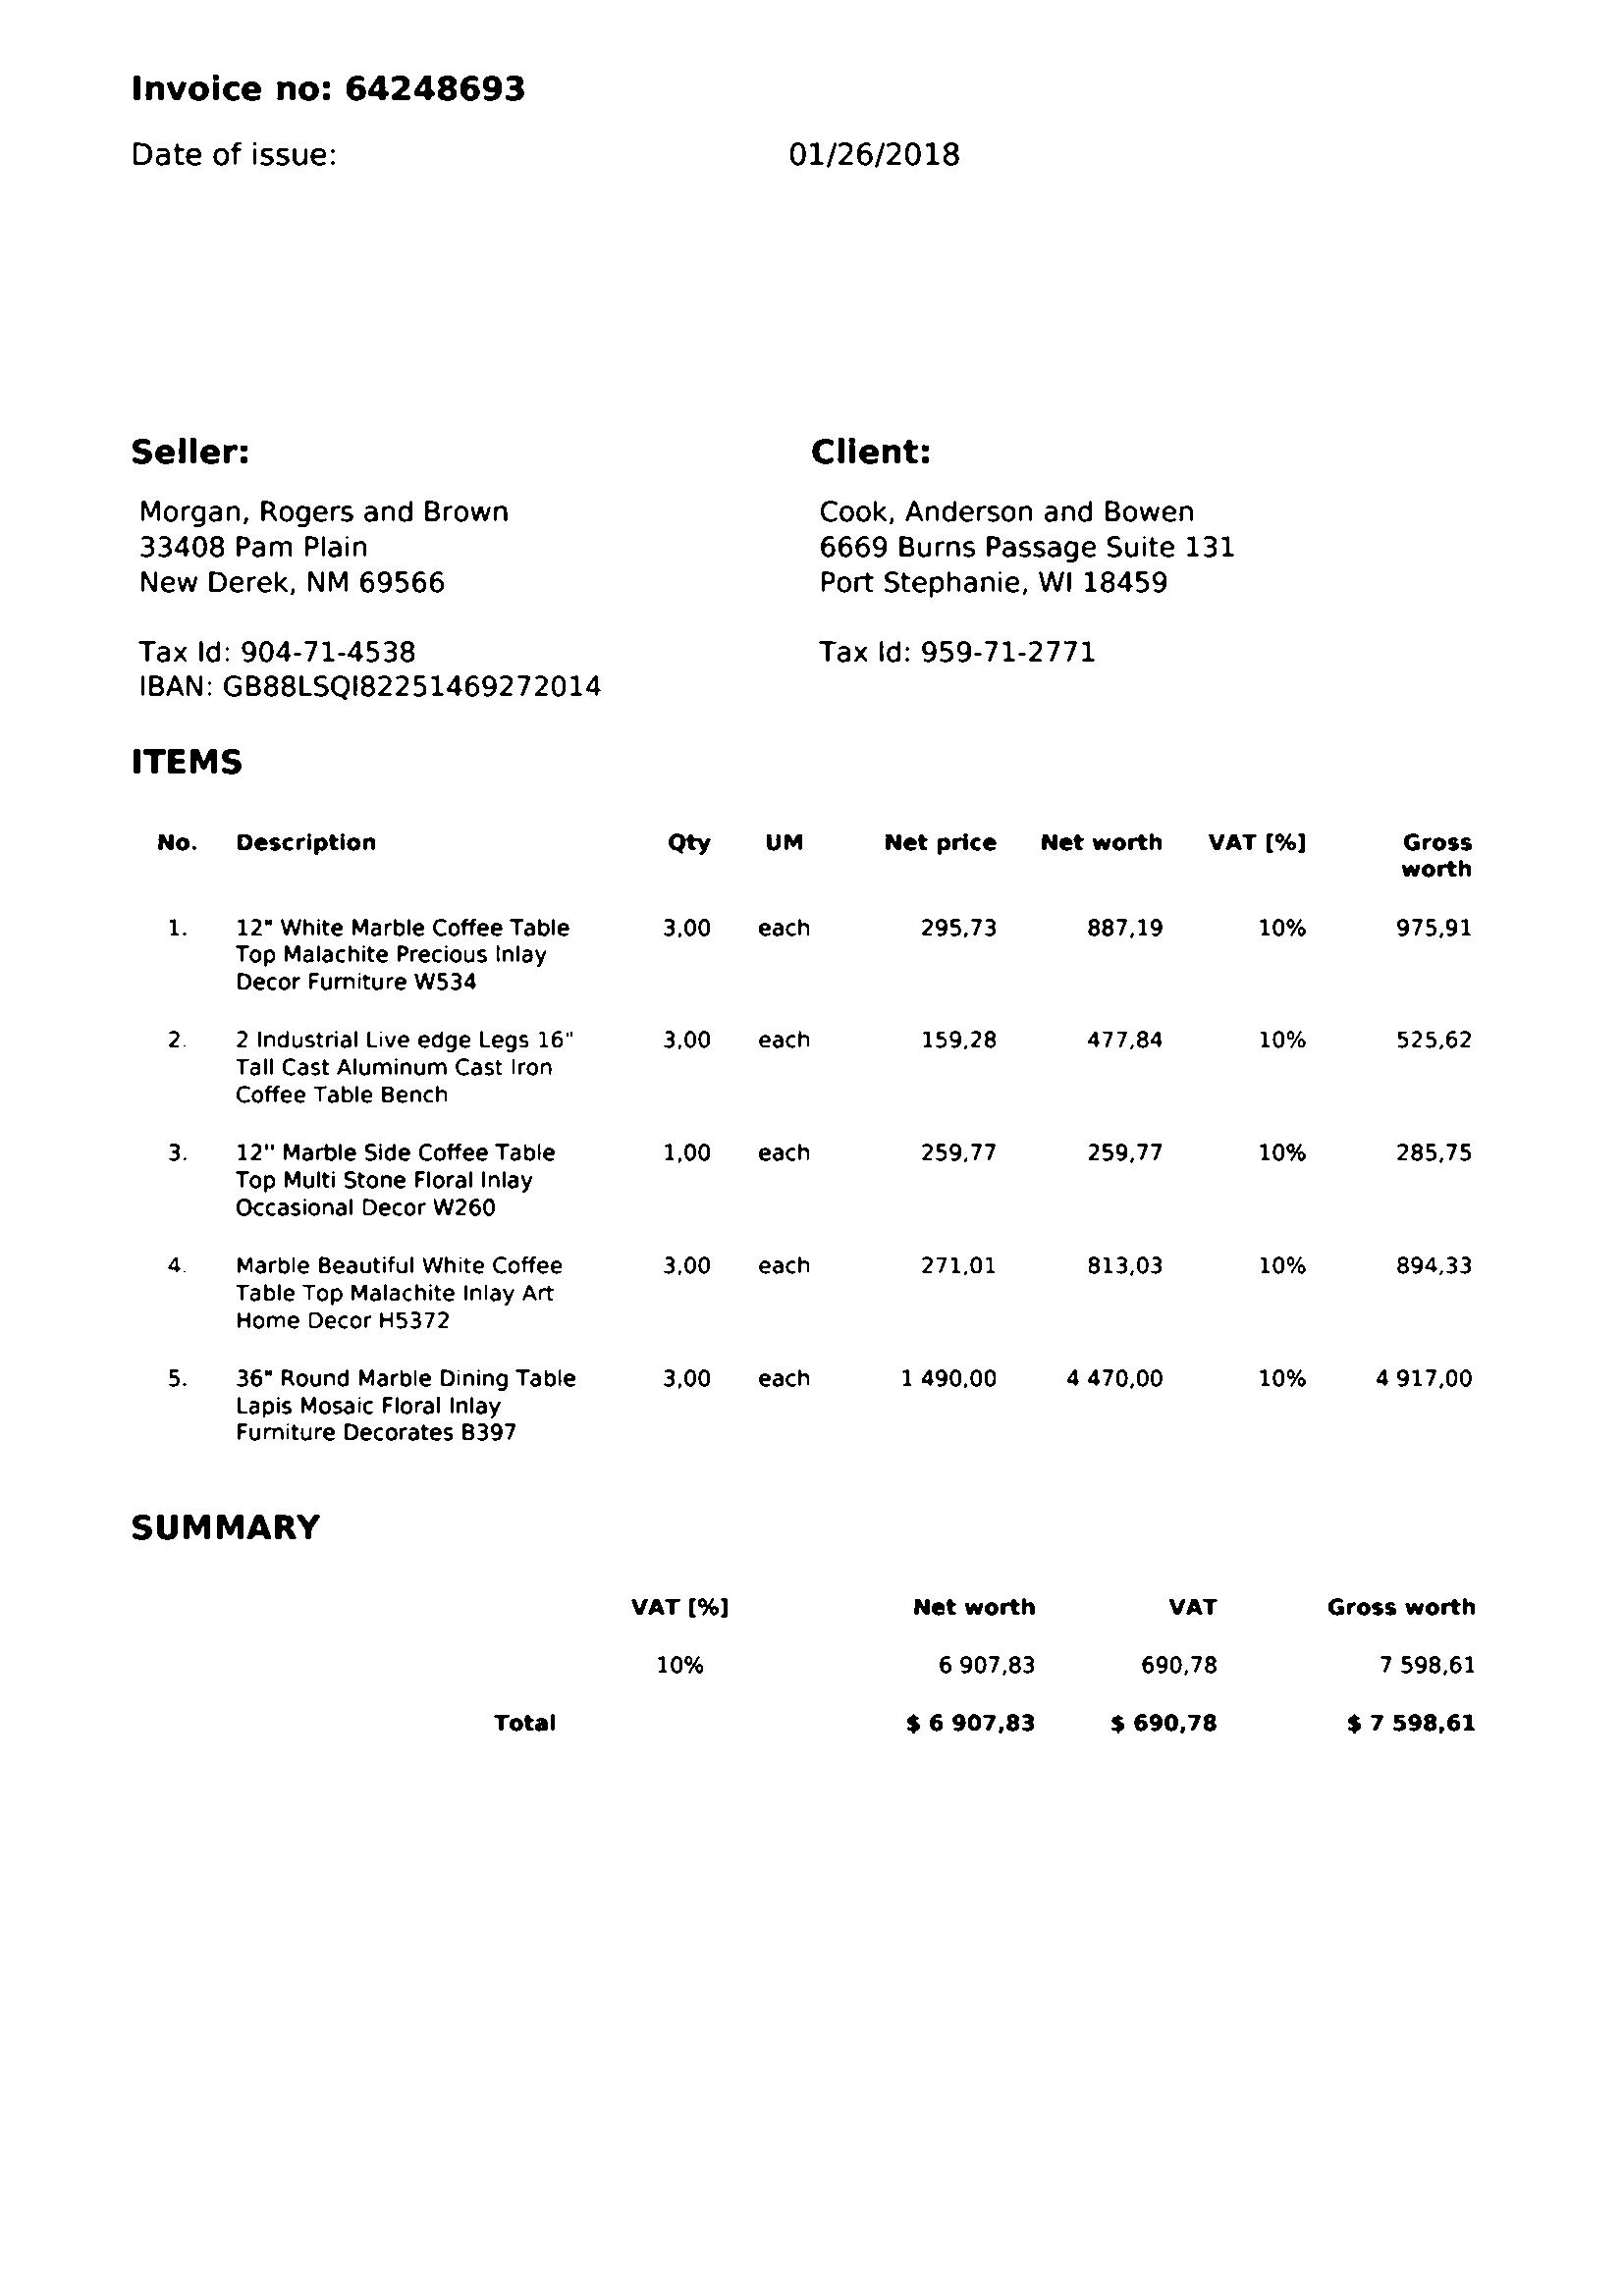 Invoice no: 64248693
Date of issue: 01/26/2018
Seller: Client:
Morgan, Rogers and Brown Cook, Anderson and Bowen
33408 Pam Plain 6669 Burns Passage Suite 131
New Derek, NM 69566 Port Stephanie, WI 18459
Tax Id: 904-71-4538 Tax Id: 959-71-2771
IBAN: GB88LSQI82251469272014
ITEMS
No. Description Qty UM Net price Net worth VAT [%] Gross
worth
1. 12" White Marble Coffee Table 3,00 each 295,73 887,19 10% 975,91
Top Malachite Precious Inlay
Decor Furniture W534
2. 2 Industrial Live edge Legs 16" 3,00 each 159,28 477,84 10% 525,62
Tall Cast Aluminum Cast Iron
Coffee Table Bench
3. 12" Marble Side Coffee Table 1,00 each 259,77 259,77 10% 285,75
Top Multi Stone Floral Inlay
Occasional Decor W260
4. Marble Beautiful White Coffee 3,00 each 271,01 813,03 10% 894,33
Table Top Malachite Inlay Art
Home Decor H5372
5. 36" Round Marble Dining Table 3,00 each 1 490,00 4 470,00 10% 4 917,00
Lapis Mosaic Floral Inlay
Furniture Decorates B397
SUMMARY
VAT [%] Net worth VAT Gross worth
10% 6 907,83 690,78 7 598,61
Total $ 6 907,83 $ 690,78 $ 7 598,61